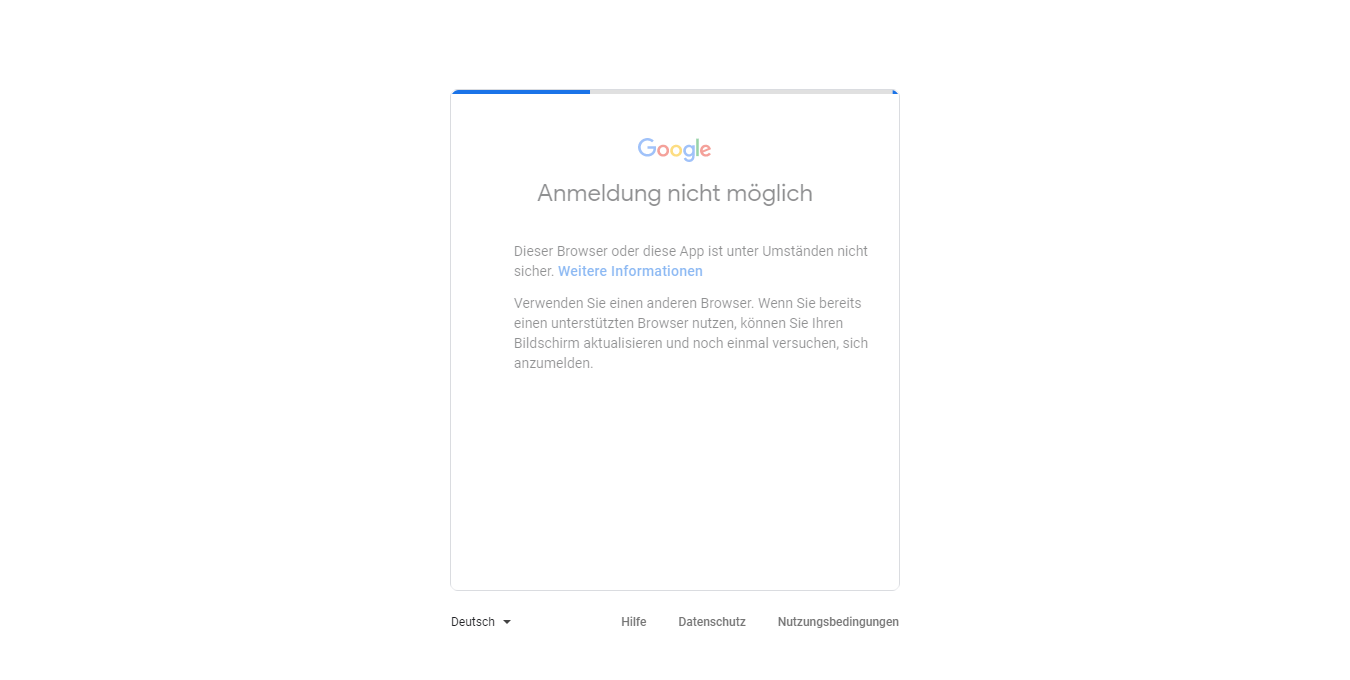 Google
Anmeldung nicht möglich
Dieser Browser oder diese App ist unter Umständen nicht
sicher. Weitere Informationen
Verwenden Sie einen anderen Browser. Wenn Sie bereits
einen unterstützten Browser nutzen, können Sie Ihren
Bildschirm aktualisieren und noch einmal versuchen, sich
anzumelden.
Deutsch Hilfe Datenschutz Nutzungsbedingungen